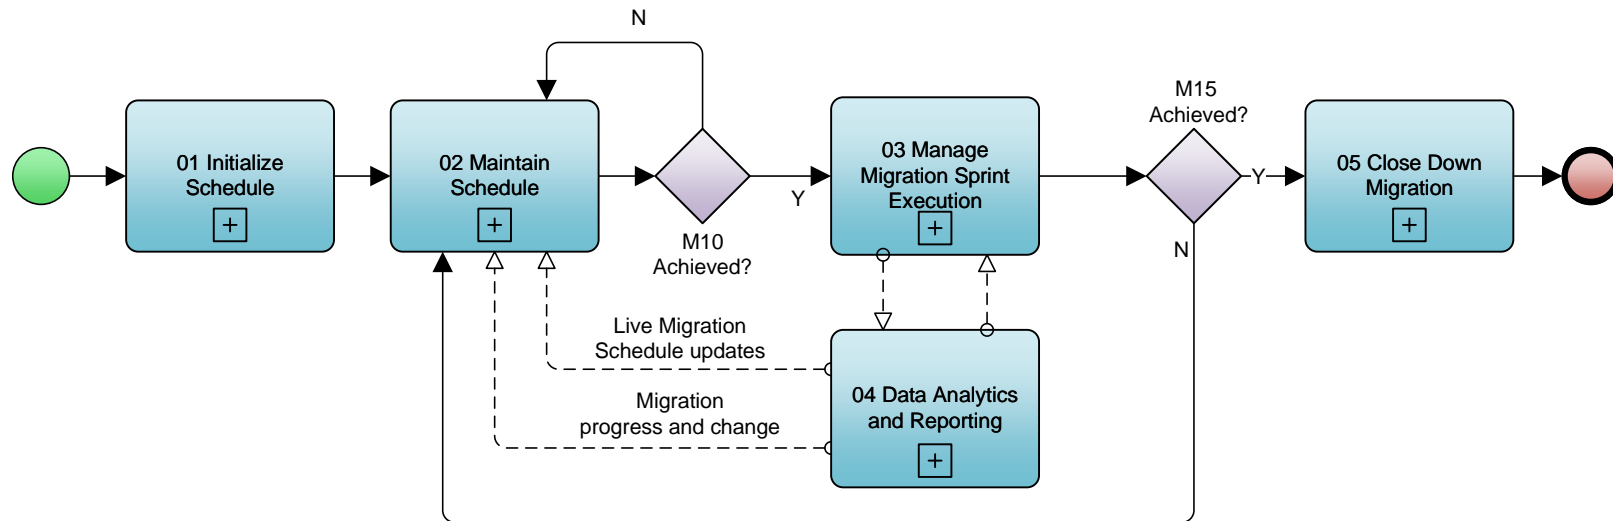 N
01 Initialize
Schedule
02 Maintain
Schedule
M10
Achieved?
Y
03 Manage
Migration Sprint
Execution
M15
Achieved?
Y
N
05 Close Down
Migration
Live Migration
Schedule updates
Migration
progress and change
04 Data Analytics
and Reporting